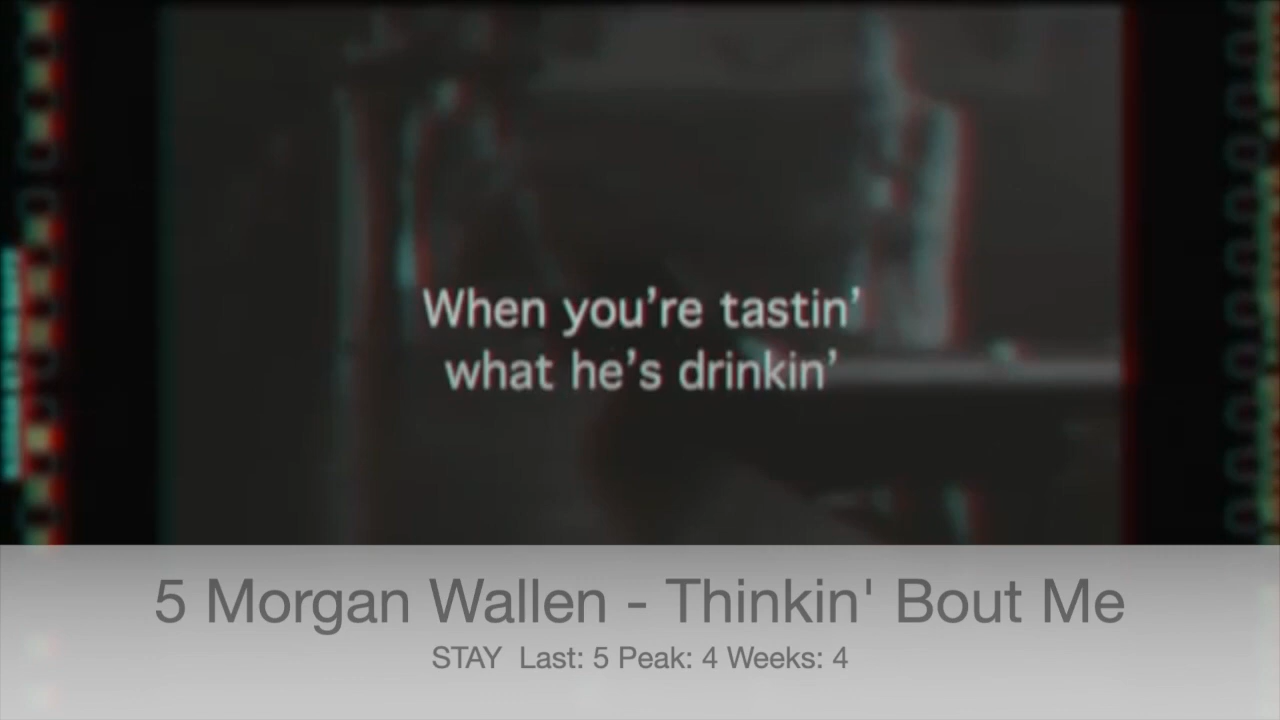 When you’re tastin’
what he’s drinkin’
5 Morgan Wallen - Thinkin' Bout Me
STAY  Last: 5 Peak: 4 Weeks: 4